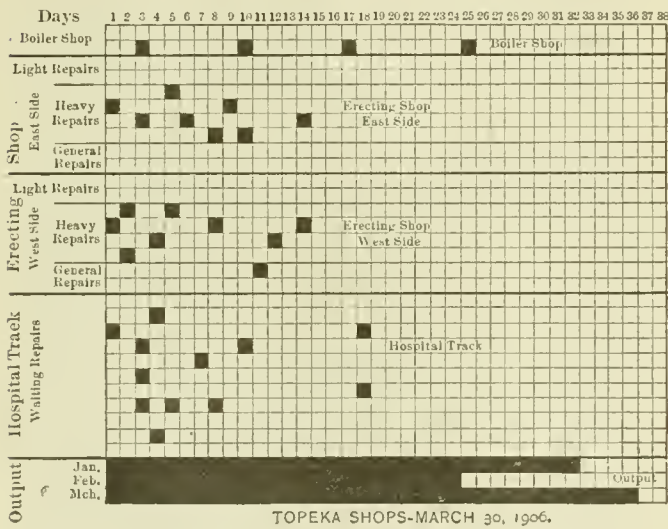 Days 1 2 3 4 5 6 7 8 9 10 11 12 13 14 15 16 17 18 19 20 21 22 23 24 25 26 27 28 29 30 31 32 33 34 35 36 37 38
Boiler Shop Boiler Shop
Light Repairs
Heavy Erecting Shop
Repairs East Side
General
Repairs
Shop
East Side
Light Repairs
Heavy Erecting Shop
Repairs West Side
General
Repairs
Erecting
West Side
Hospital Track
Hospital Track
Waiting Repairs
Jan.
Feb. Output
Mch.
Output
TOPEKA SHOPS-MARCH 30, 1906.